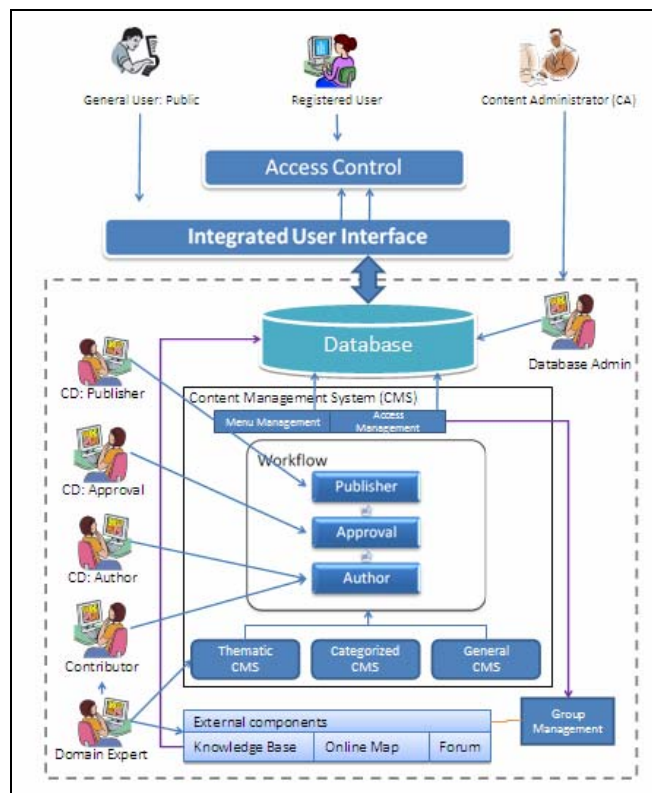 General User: Public
Registered User
Content Administrator (CA)
Access Control
Integrated User Interface
Database
Database Admin
CD: Publisher
Content Management System (CMS)
Menu Management
Access
Management
Workflow
Publisher
CD: Approval
Approval
CD: Author
Author
Contributor
Thematic
CMS
Categorized
CMS
General
CMS
Domain Expert
External components
Knowledge Base
Online Map
Forum
Group
Management